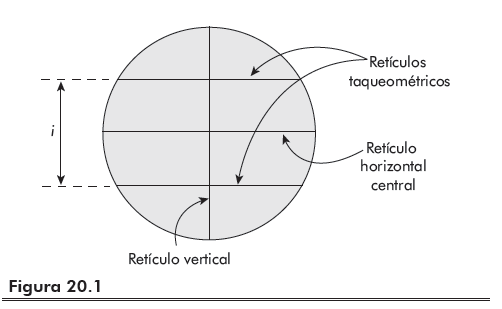 Retículos
taqueométricos
i
Retículo
horizontal
central
Retículo vertical
Figura 20.1